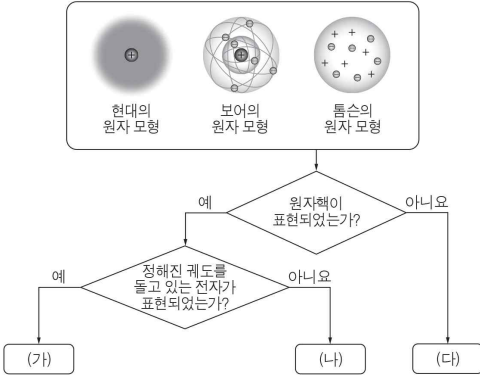 현대의
원자 모형
보어의
원자 모형
톰슨의
원자 모형
예
원자핵이
표현되었는가?
아니요
예
정해진 궤도를
돌고 있는 전자가
표현되었는가?
아니요
(가)
(나)
(다)